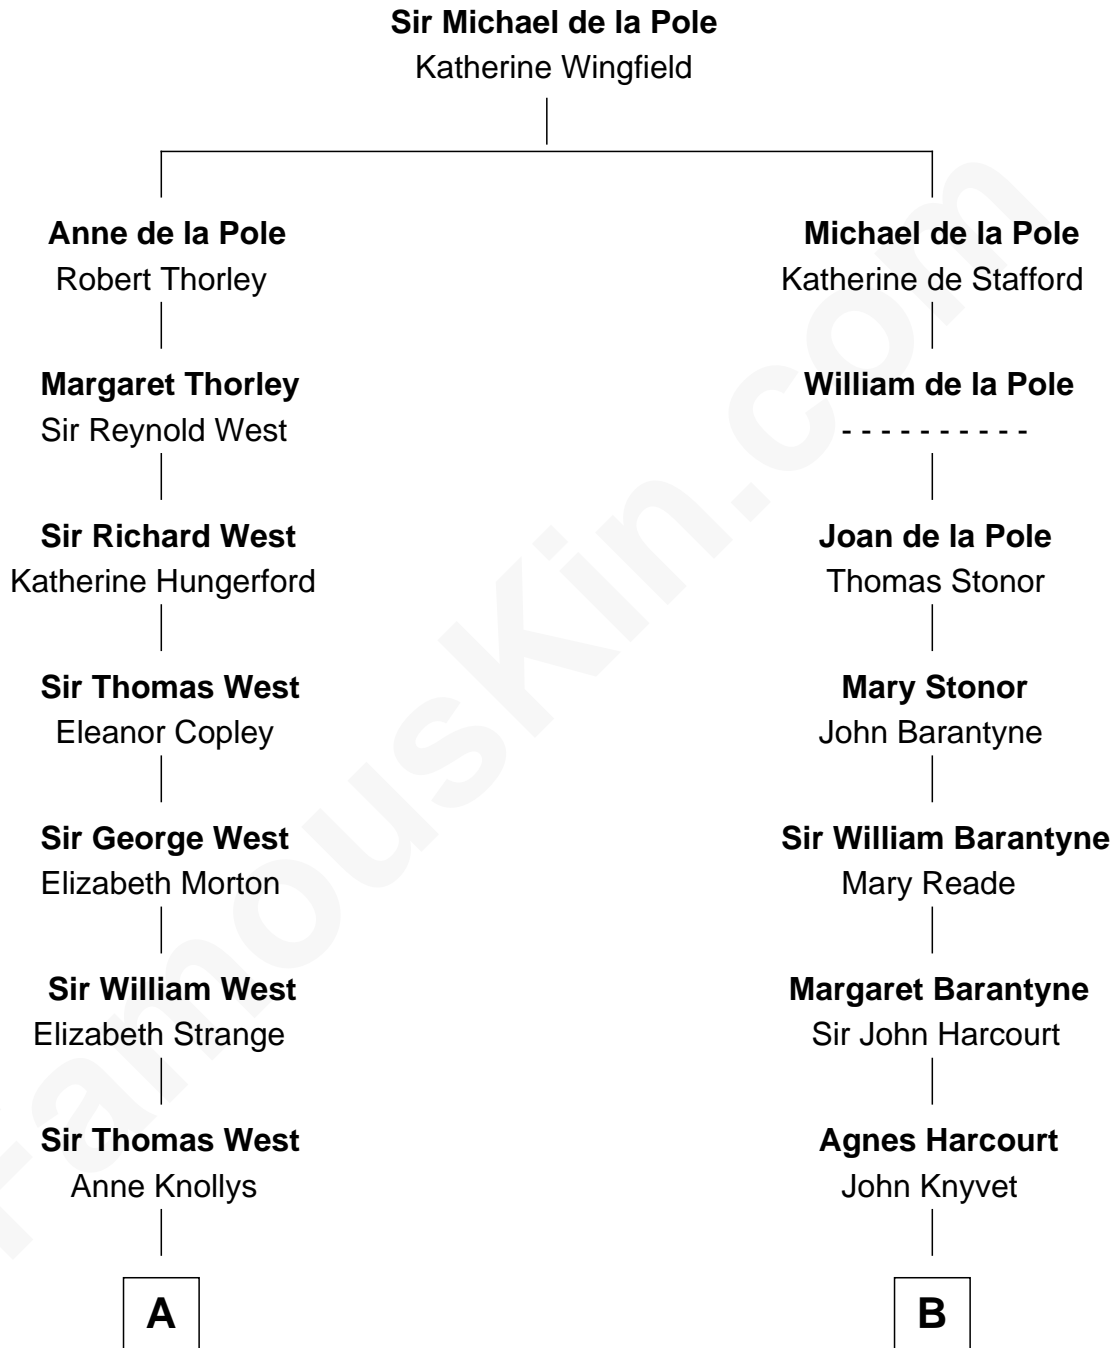 Sir Michael de la Pole
Katherine Wingfield
Anne de la Pole
Robert Thorley
Michael de la Pole
Katherine de Stafford
Margaret Thorley
Sir Reynold West
William de la Pole
- - - - - - - - - -
Sir Richard West
Katherine Hungerford
Joan de la Pole
Thomas Stonor
Sir Thomas West
Eleanor Copley
Mary Stonor
John Barantyne
Sir George West
Elizabeth Morton
Sir William Barantyne
Mary Reade
Sir William West
Elizabeth Strange
Margaret Barantyne
Sir John Harcourt
Sir Thomas West
Anne Knollys
Agnes Harcourt
John Knyvet
A
B
FamousKin.com